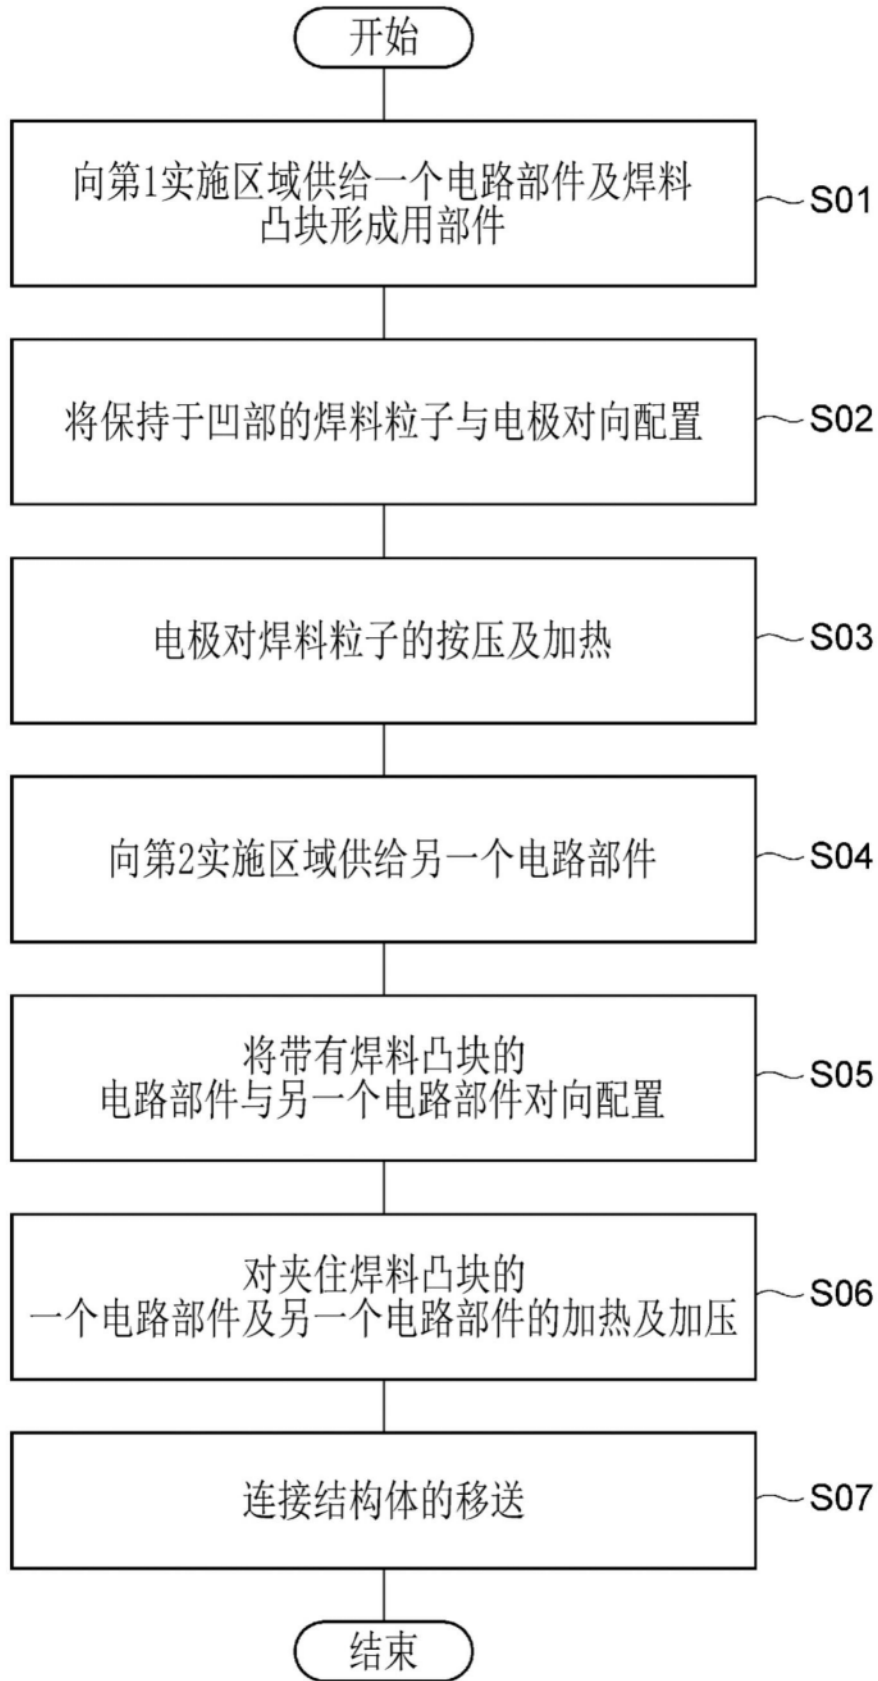 开始
向第1实施区域供给一个电路部件及焊料
凸块形成用部件
S01
将保持于凹部的焊料粒子与电极对向配置
S02
电极对焊料粒子的按压及加热
S03
向第2实施区域供给另一个电路部件
S04
将带有焊料凸块的
电路部件与另一个电路部件对向配置
S05
对夹住焊料凸块的
一个电路部件及另一个电路部件的加热及加压
S06
连接结构体的移送
S07
结束